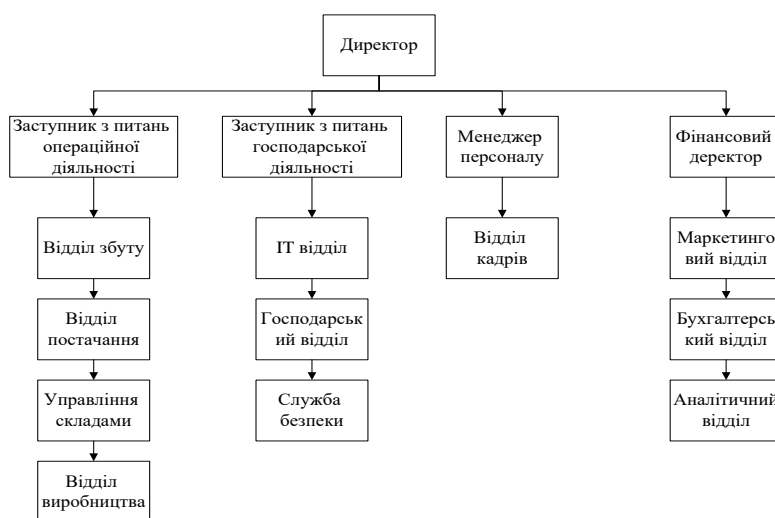 Директор
Заступник з питань
операційної
діяльності
Заступник з питань
господарської
діяльності
Менеджер
персоналу
Фінансовий
деректор
Відділ збуту
ІТ відділ
Відділ
кадрів
Маркетинго
вий відділ
Відділ
постачання
Господарськ
ий відділ
Бухгалтерсь
кий відділ
Управління
складами
Служба
безпеки
Аналітичний
відділ
Відділ
виробництва